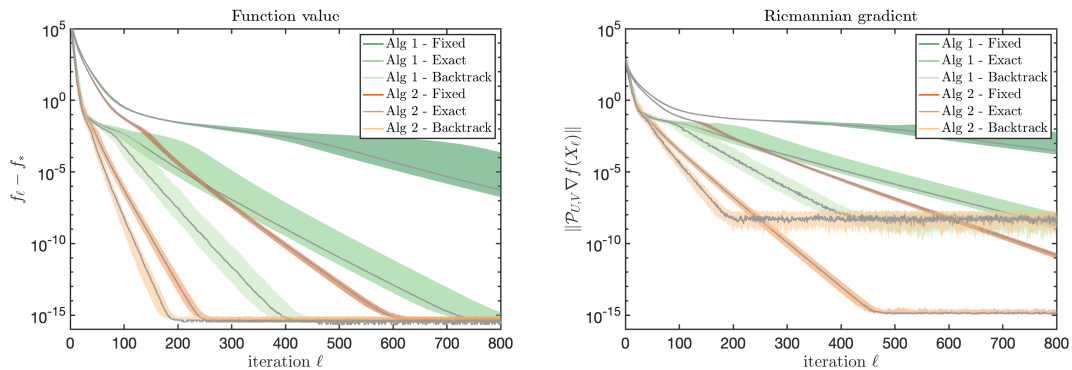 Function value
10^5
10^0
10^-5
10^-10
10^-15
0 100 200 300 400 500 600 700 800
iteration ℓ
f_ℓ − f_*
Alg 1 - Fixed
Alg 1 - Exact
Alg 1 - Backtrack
Alg 2 - Fixed
Alg 2 - Exact
Alg 2 - Backtrack
Riemannian gradient
10^5
10^0
10^-5
10^-10
10^-15
0 100 200 300 400 500 600 700 800
iteration ℓ
||P_{U,V} ∇f(X_ℓ)||
Alg 1 - Fixed
Alg 1 - Exact
Alg 1 - Backtrack
Alg 2 - Fixed
Alg 2 - Exact
Alg 2 - Backtrack